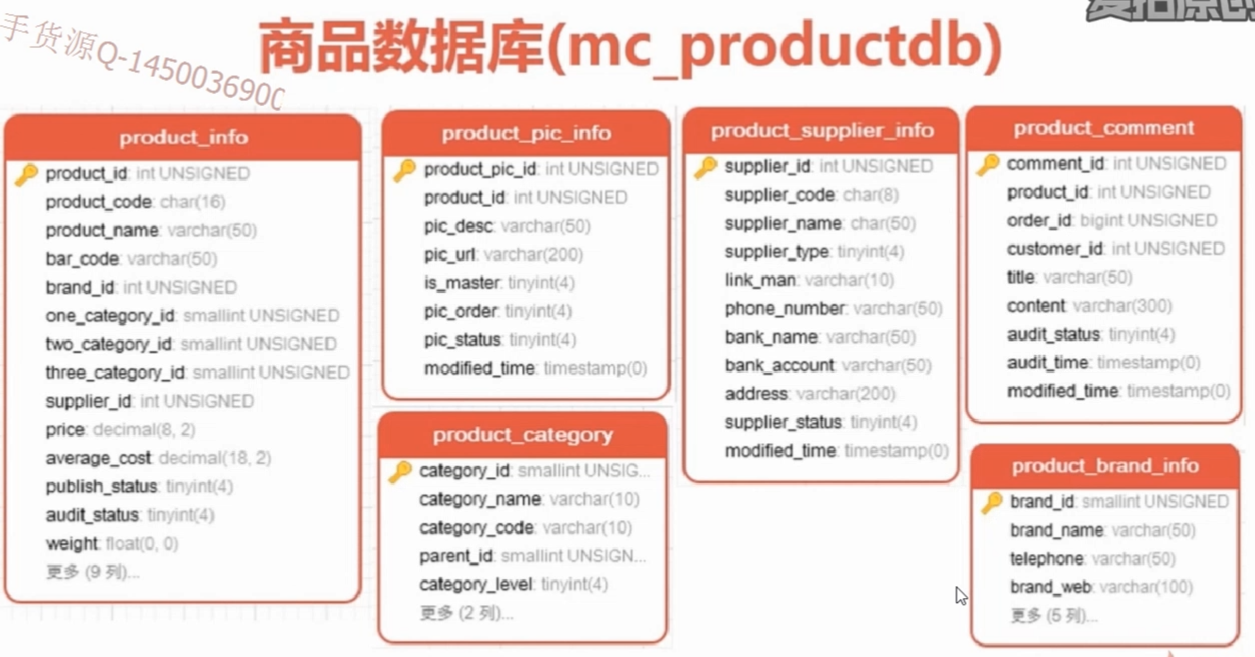 手货源Q-1450036900
商品数据库(mc_productdb)
product_info
product_id: int UNSIGNED
product_code: char(16)
product_name: varchar(50)
bar_code: varchar(50)
brand_id: int UNSIGNED
one_category_id: smallint UNSIGNED
two_category_id: smallint UNSIGNED
three_category_id: smallint UNSIGNED
supplier_id: int UNSIGNED
price: decimal(8, 2)
average_cost: decimal(18, 2)
publish_status: tinyint(4)
audit_status: tinyint(4)
weight: float(0, 0)
更多 (9 列)...
product_pic_info
product_pic_id: int UNSIGNED
product_id: int UNSIGNED
pic_desc: varchar(50)
pic_url: varchar(200)
is_master: tinyint(4)
pic_order: tinyint(4)
pic_status: tinyint(4)
modified_time: timestamp(0)
product_category
category_id: smallint UNSIG...
category_name: varchar(10)
category_code: varchar(10)
parent_id: smallint UNSIGN...
category_level: tinyint(4)
更多 (2 列)...
product_supplier_info
supplier_id: int UNSIGNED
supplier_code: char(8)
supplier_name: char(50)
supplier_type: tinyint(4)
link_man: varchar(10)
phone_number: varchar(50)
bank_name: varchar(50)
bank_account: varchar(50)
address: varchar(200)
supplier_status: tinyint(4)
modified_time: timestamp(0)
product_comment
comment_id: int UNSIGNED
product_id: int UNSIGNED
order_id: bigint UNSIGNED
customer_id: int UNSIGNED
title: varchar(50)
content: varchar(300)
audit_status: tinyint(4)
audit_time: timestamp(0)
modified_time: timestamp(0)
product_brand_info
brand_id: smallint UNSIGNED
brand_name: varchar(50)
telephone: varchar(50)
brand_web: varchar(100)
更多 (5 列)...